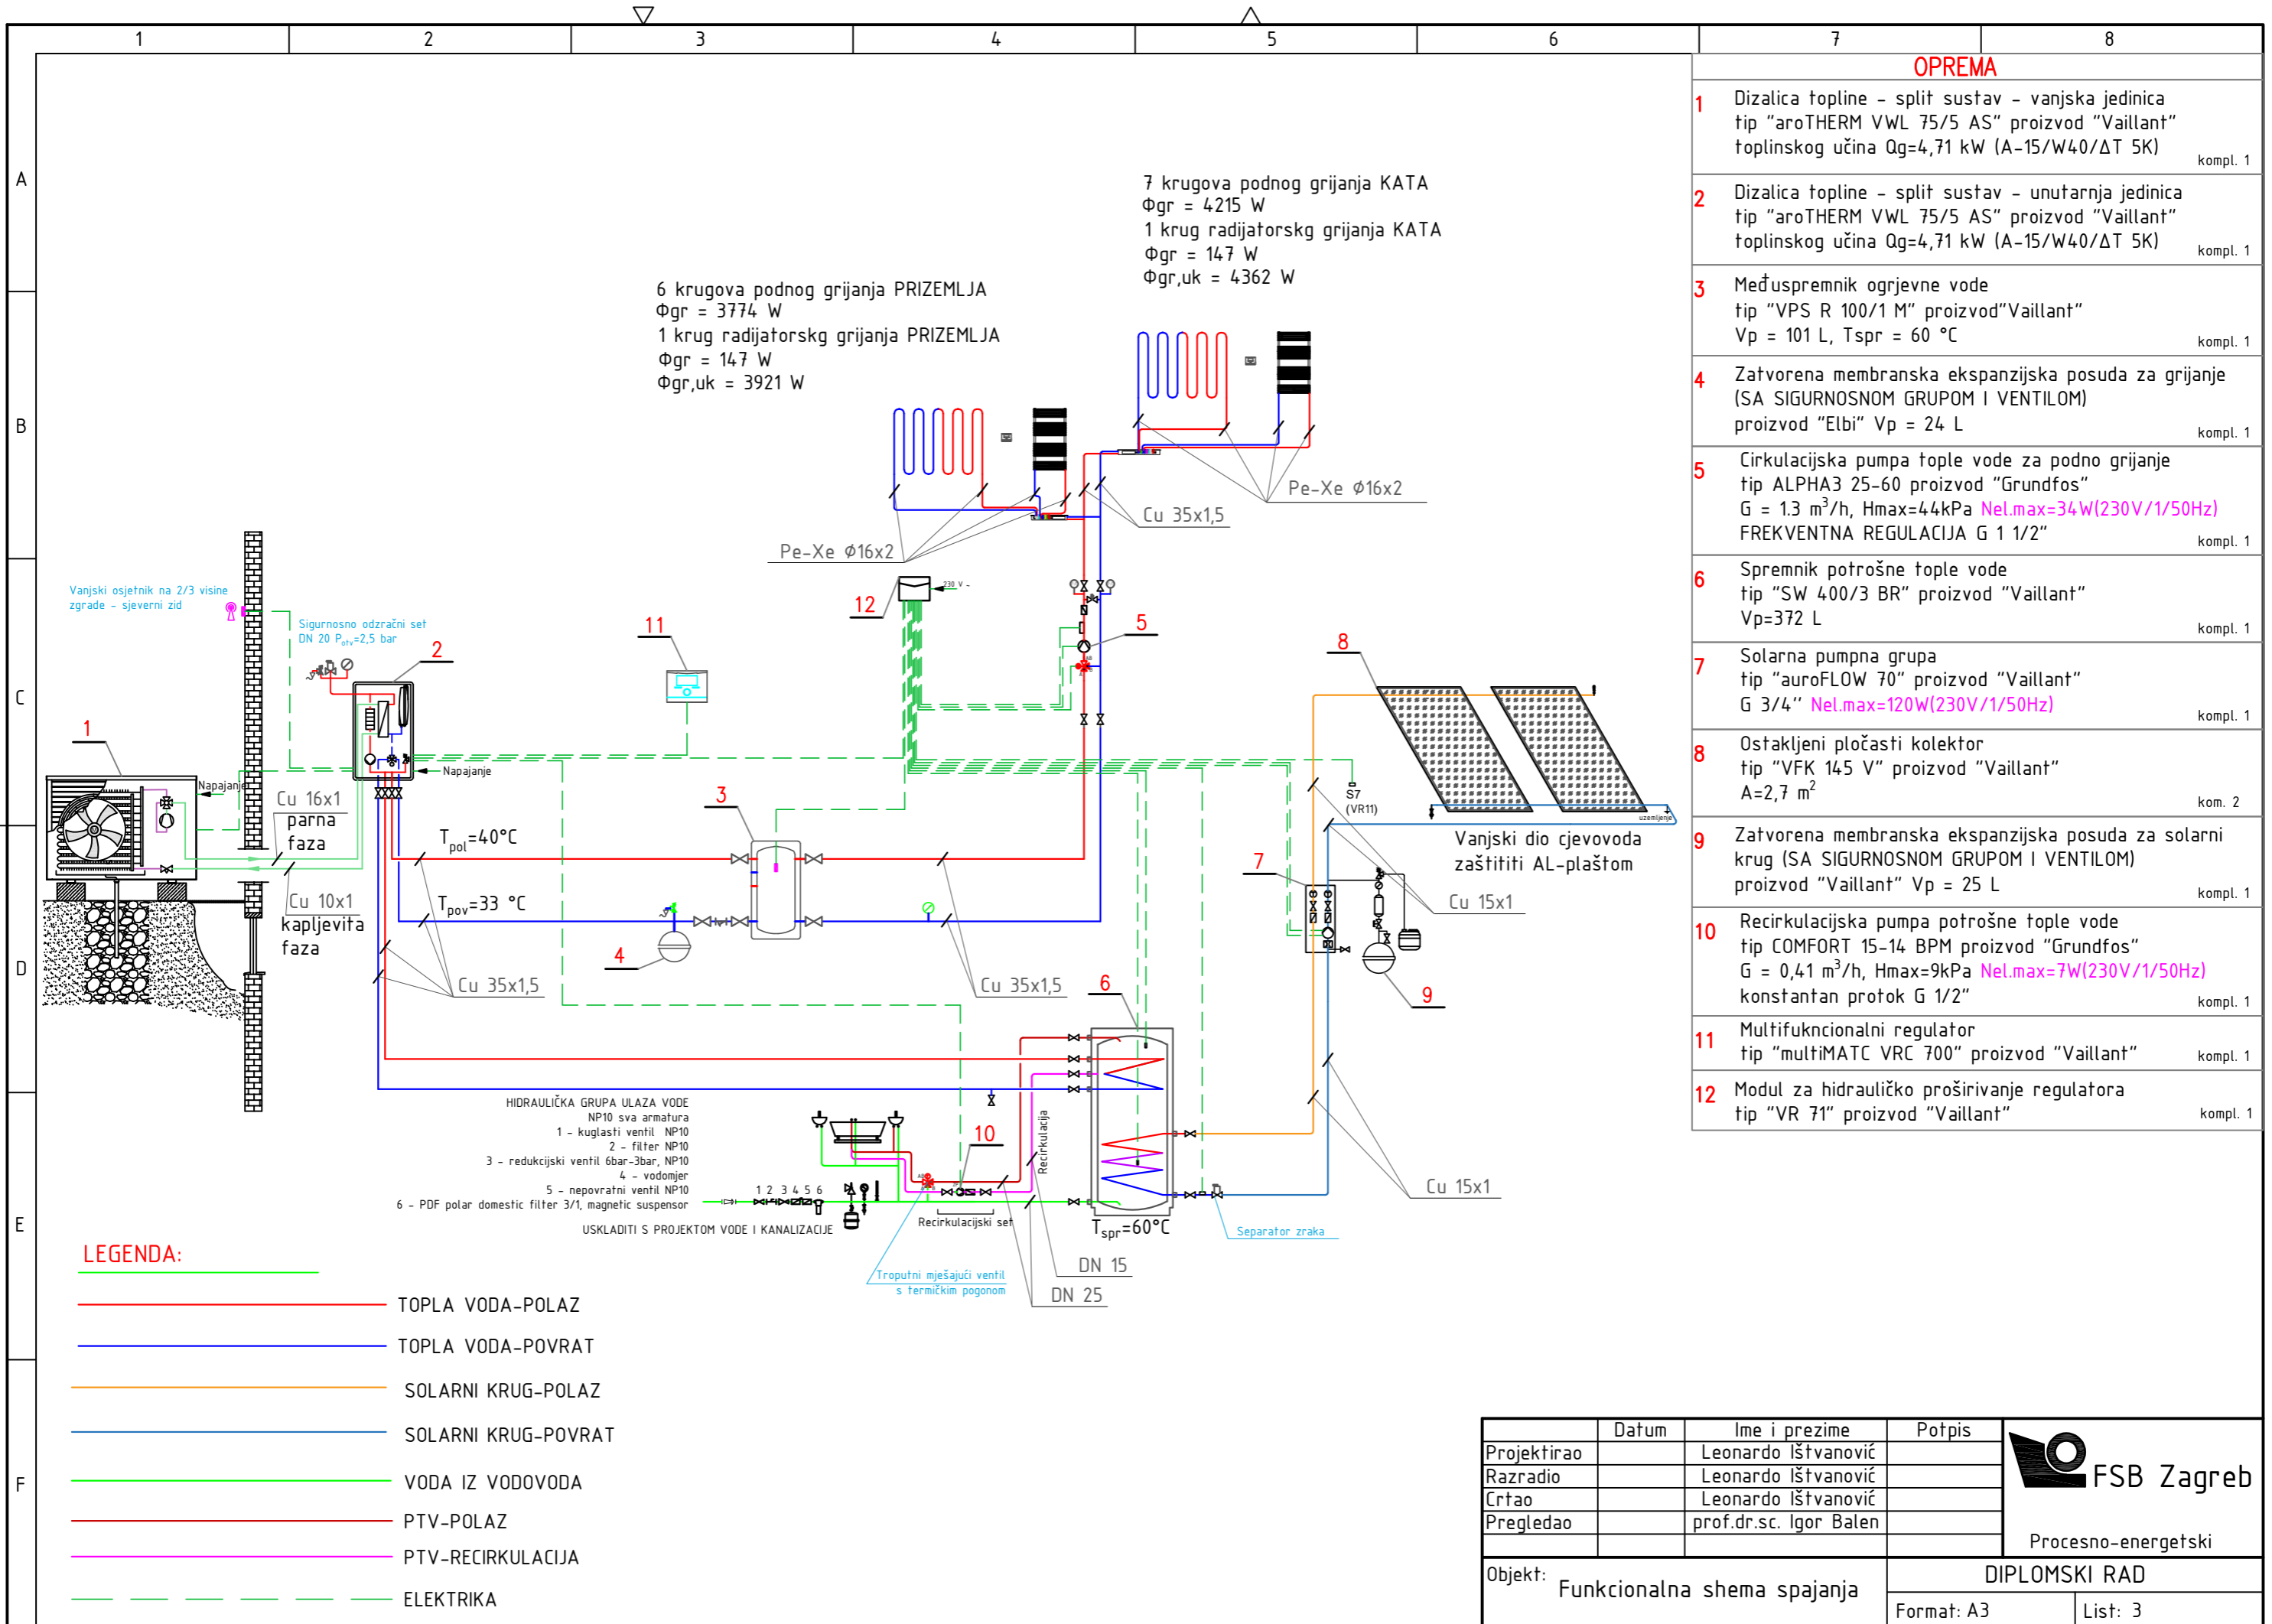 1 2 3 4 5 6 7 8
A
B
C
D
E
F
OPREMA
1 Dizalica topline - split sustav - vanjska jedinica
tip "aroTHERM VWL 75/5 AS" proizvod "Vaillant"
toplinskog učina Qg=4,71 kW (A-15/W40/ΔT 5K)
kompl. 1
2 Dizalica topline - split sustav - unutarnja jedinica
tip "aroTHERM VWL 75/5 AS" proizvod "Vaillant"
toplinskog učina Qg=4,71 kW (A-15/W40/ΔT 5K)
kompl. 1
3 Međuspremnik ogrjevne vode
tip "VPS R 100/1 M" proizvod"Vaillant"
Vp = 101 L, Tspr = 60 °C
kompl. 1
4 Zatvorena membranska ekspanzijska posuda za grijanje
(SA SIGURNOSNOM GRUPOM I VENTILOM)
proizvod "Elbi" Vp = 24 L
kompl. 1
5 Cirkulacijska pumpa tople vode za podno grijanje
tip ALPHA3 25-60 proizvod "Grundfos"
G = 1.3 m³/h, Hmax=44kPa Nel.max=34W(230V/1/50Hz)
FREKVENTNA REGULACIJA G 1 1/2"
kompl. 1
6 Spremnik potrošne tople vode
tip "SW 400/3 BR" proizvod "Vaillant"
Vp=372 L
kompl. 1
7 Solarna pumpna grupa
tip "auroFLOW 70" proizvod "Vaillant"
G 3/4'' Nel.max=120W(230V/1/50Hz)
kompl. 1
8 Ostakljeni pločasti kolektor
tip "VFK 145 V" proizvod "Vaillant"
A=2,7 m²
kom. 2
9 Zatvorena membranska ekspanzijska posuda za solarni
krug (SA SIGURNOSNOM GRUPOM I VENTILOM)
proizvod "Vaillant" Vp = 25 L
kompl. 1
10 Recirkulacijska pumpa potrošne tople vode
tip COMFORT 15-14 BPM proizvod "Grundfos"
G = 0,41 m³/h, Hmax=9kPa Nel.max=7W(230V/1/50Hz)
konstantan protok G 1/2"
kompl. 1
11 Multifukncionalni regulator
tip "multiMATC VRC 700" proizvod "Vaillant"
kompl. 1
12 Modul za hidrauličko proširivanje regulatora
tip "VR 71" proizvod "Vaillant"
kompl. 1
7 krugova podnog grijanja KATA
Φgr = 4215 W
1 krug radijatorskg grijanja KATA
Φgr = 147 W
Φgr,uk = 4362 W
6 krugova podnog grijanja PRIZEMLJA
Φgr = 3774 W
1 krug radijatorskg grijanja PRIZEMLJA
Φgr = 147 W
Φgr,uk = 3921 W
Pe-Xe Ø16x2
Cu 35x1,5
Pe-Xe Ø16x2
Vanjski osjetnik na 2/3 visine
zgrade - sjeverni zid
Sigurnosno odzračni set
DN 20 Potv=2,5 bar
2
11
12
230 V ~
5
8
1
Napajanje
Napajanje
Cu 16x1
parna
faza
Cu 10x1
kapljevita
faza
Tpol=40°C
Tpov=33 °C
3
4
Cu 35x1,5
Cu 35x1,5
S7
(VR11)
uzemljenje
Vanjski dio cjevovoda
zaštititi AL-plaštom
7
Cu 15x1
9
6
HIDRAULIČKA GRUPA ULAZA VODE
NP10 sva armatura
1 - kuglasti ventil NP10
2 - filter NP10
3 - redukcijski ventil 6bar-3bar, NP10
4 - vodomjer
5 - nepovratni ventil NP10
6 - PDF polar domestic filter 3/1, magnetic suspensor
USKLADITI S PROJEKTOM VODE I KANALIZACIJE
1 2 3 4 5 6
10
Recirkulacija
Recirkulacijski set
Tspr=60°C
Separator zraka
Cu 15x1
Troputni mješajući ventil
s termičkim pogonom
DN 15
DN 25
LEGENDA:
TOPLA VODA-POLAZ
TOPLA VODA-POVRAT
SOLARNI KRUG-POLAZ
SOLARNI KRUG-POVRAT
VODA IZ VODOVODA
PTV-POLAZ
PTV-RECIRKULACIJA
ELEKTRIKA
Datum Ime i prezime Potpis
Projektirao Leonardo Ištvanović
Razradio Leonardo Ištvanović
Crtao Leonardo Ištvanović
Pregledao prof.dr.sc. Igor Balen
FSB Zagreb
Procesno-energetski
Objekt: Funkcionalna shema spajanja
DIPLOMSKI RAD
Format: A3 List: 3